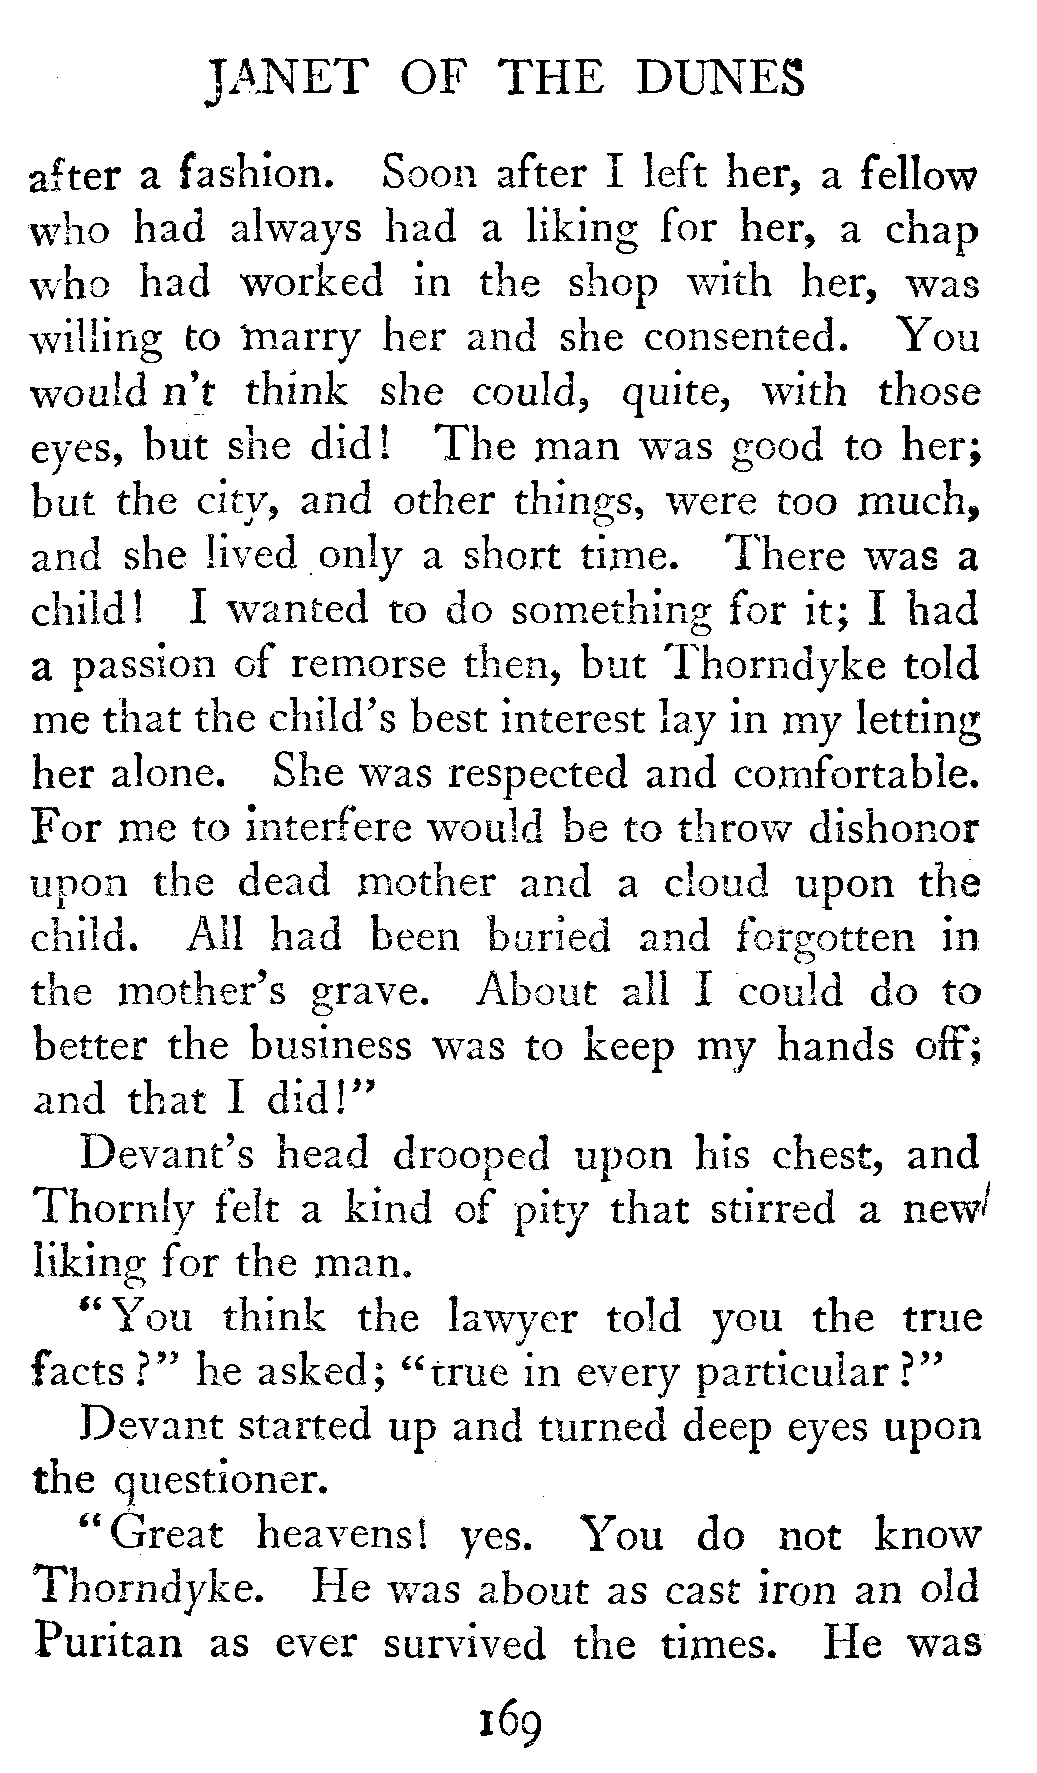 JANET OF THE DUNES
after a fashion. Soon after I left her, a fellow
who had always had a liking for her, a chap
who had worked in the shop with her, was
willing to marry her and she consented. You
would n't think she could, quite, with those
eyes, but she did! The man was good to her;
but the city, and other things, were too much,
and she lived only a short time. There was a
child! I wanted to do something for it; I had
a passion of remorse then, but Thorndyke told
me that the child's best interest lay in my letting
her alone. She was respected and comfortable.
For me to interfere would be to throw dishonor
upon the dead mother and a cloud upon the
child. All had been buried and forgotten in
the mother's grave. About all I could do to
better the business was to keep my hands off;
and that I did!"
Devant's head drooped upon his chest, and
Thornly felt a kind of pity that stirred a new
liking for the man.
"You think the lawyer told you the true
facts?" he asked; "true in every particular?"
Devant started up and turned deep eyes upon
the questioner.
"Great heavens! yes. You do not know
Thorndyke. He was about as cast iron an old
Puritan as ever survived the times. He was
169